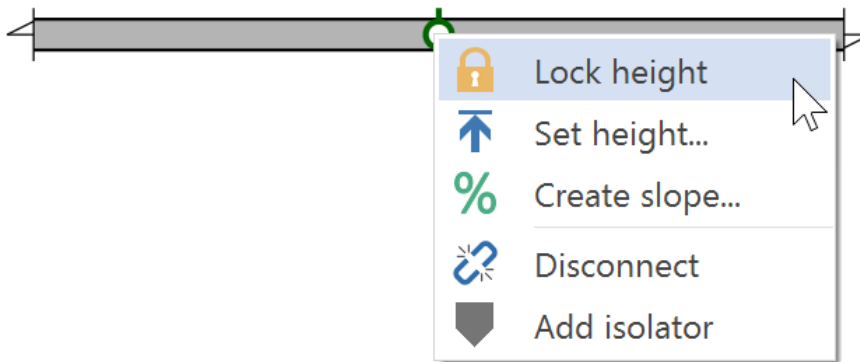 Lock height
Set height...
Create slope...
Disconnect
Add isolator